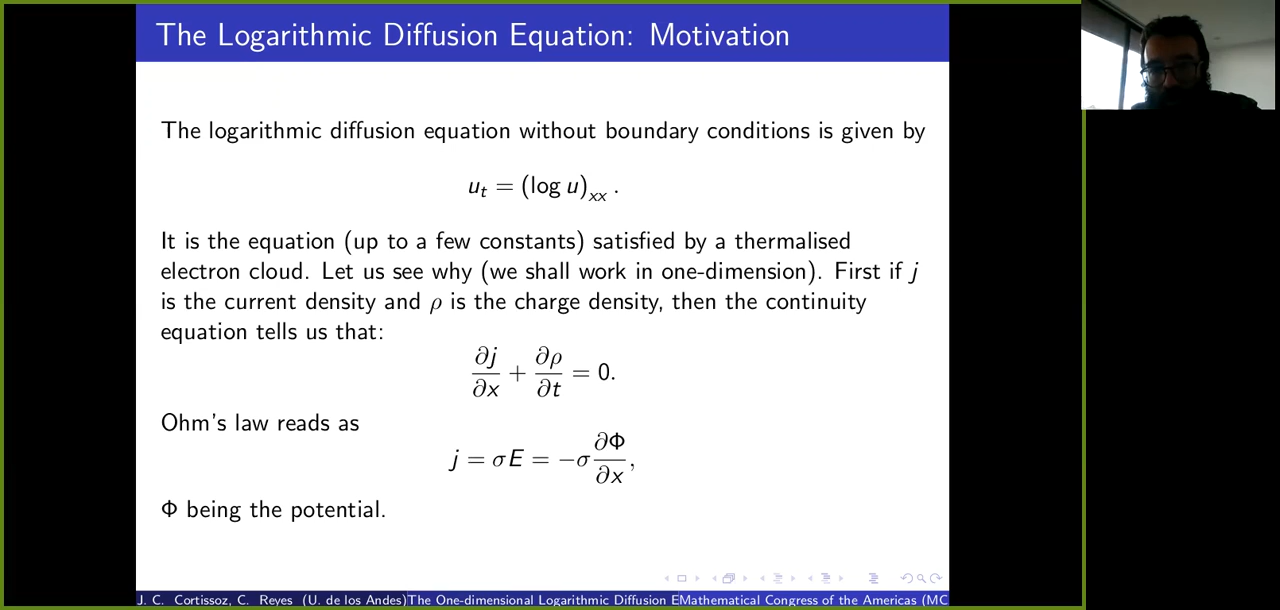 The Logarithmic Diffusion Equation: Motivation
The logarithmic diffusion equation without boundary conditions is given by
u_t = (log u)_{xx} .
It is the equation (up to a few constants) satisfied by a thermalised
electron cloud. Let us see why (we shall work in one-dimension). First if j
is the current density and ρ is the charge density, then the continuity
equation tells us that:
∂j/∂x + ∂ρ/∂t = 0.
Ohm's law reads as
j = σE = −σ ∂Φ/∂x,
Φ being the potential.
J. C. Cortissoz, C. Reyes (U. de los Andes)The One-dimensional Logarithmic Diffusion EMathematical Congress of the Americas (MC